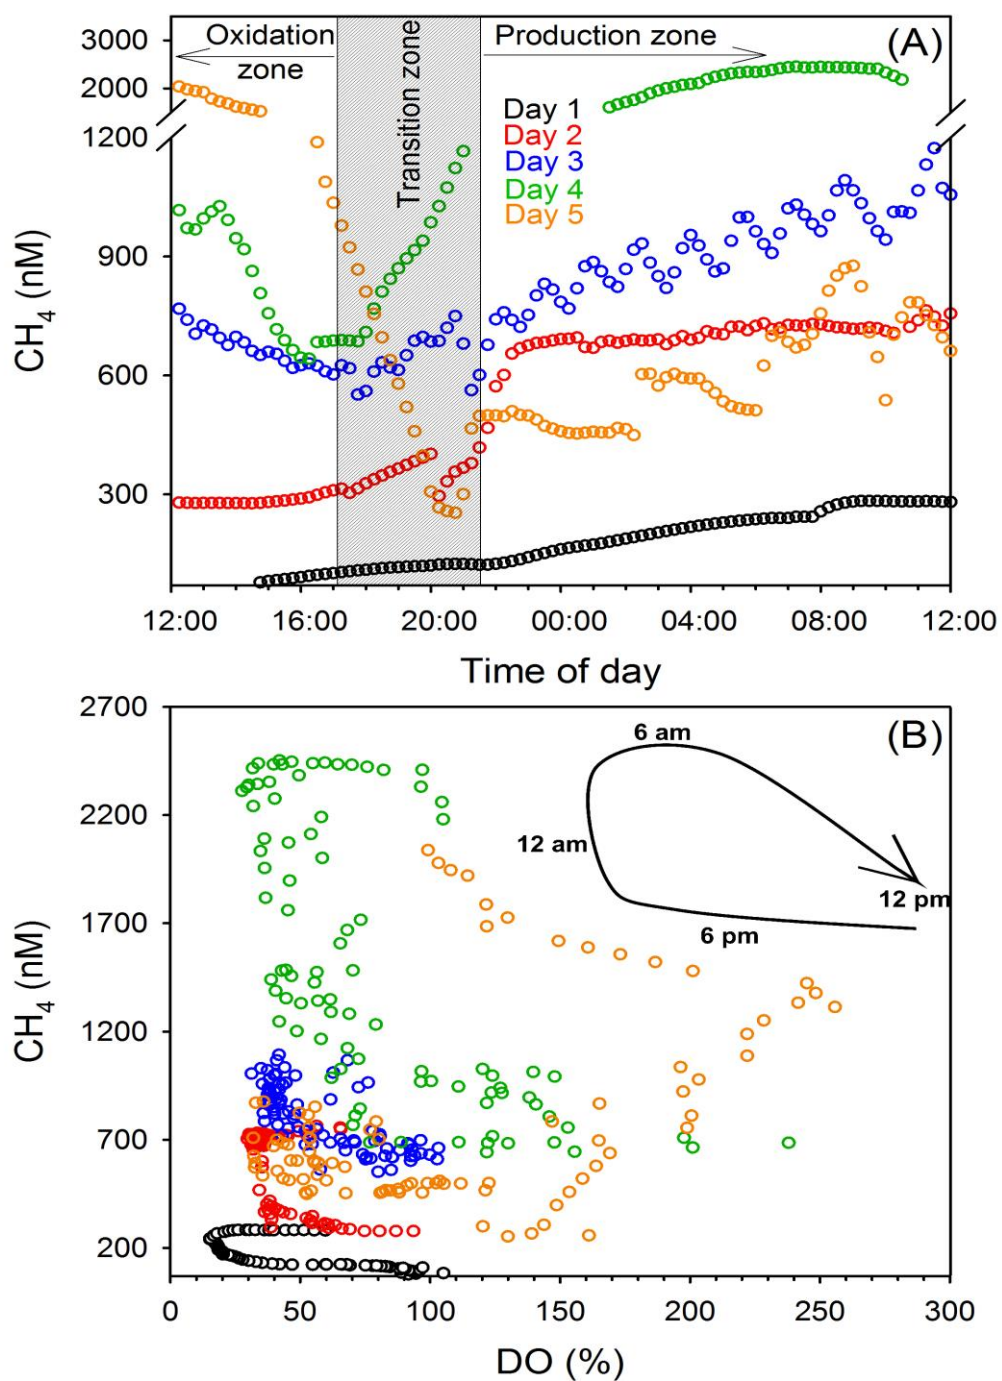 (A)
Oxidation
zone
Transition zone
Production zone
Day 1
Day 2
Day 3
Day 4
Day 5
3000
2000
1200
900
600
300
CH4 (nM)
12:00 16:00 20:00 00:00 04:00 08:00 12:00
Time of day
(B)
6 am
12 am
12 pm
6 pm
2700
2200
1700
1200
700
200
CH4 (nM)
0 50 100 150 200 250 300
DO (%)